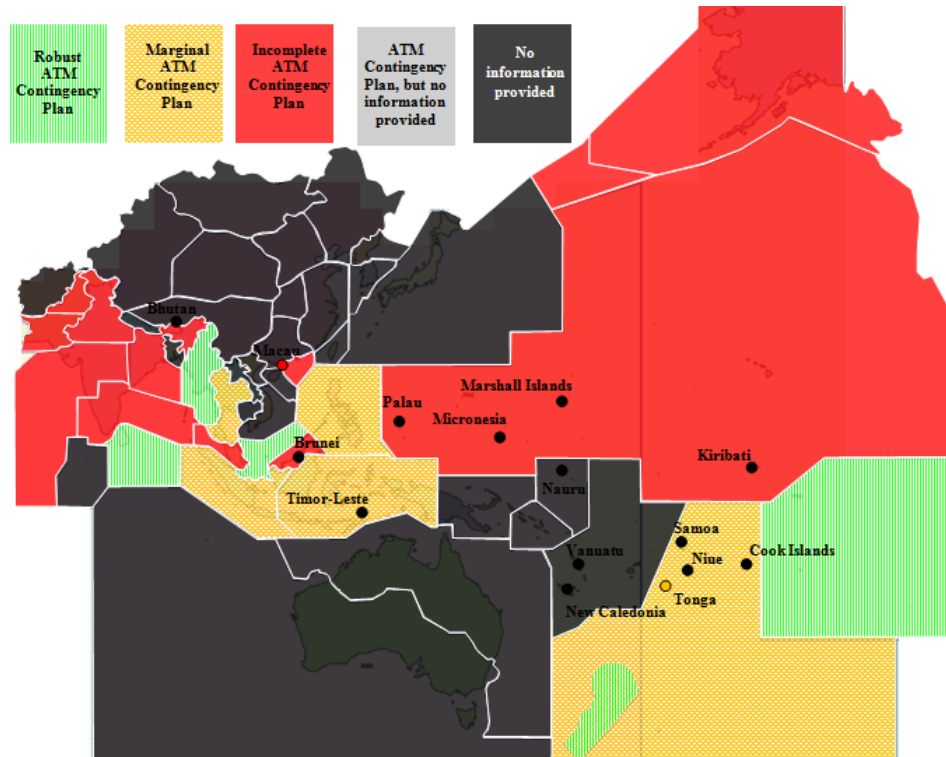 Robust
ATM
Contingency
Plan
Marginal
ATM
Contingency
Plan
Incomplete
ATM
Contingency
Plan
ATM
Contingency
Plan, but no
information
provided
No
information
provided
Bhutan
Macau
Marshall Islands
Palau
Micronesia
Brunei
Kiribati
Nauru
Timor-Leste
Samoa
Vanuatu
Niue
Cook Islands
New Caledonia
Tonga